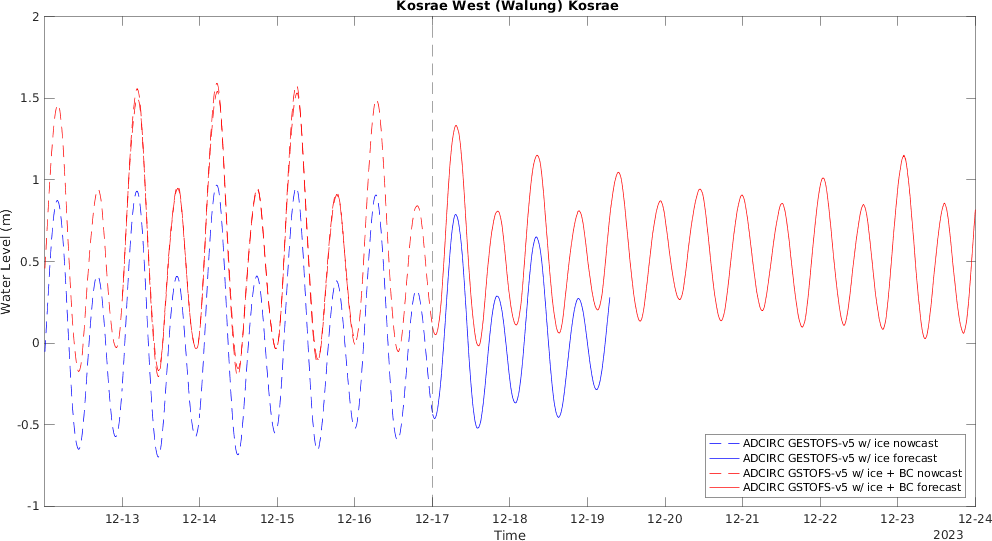 Kosrae West (Walung) Kosrae
2
1.5
1
0.5
0
-0.5
-1
Water Level (m)
ADCIRC GESTOFS-v5 w/ ice nowcast
ADCIRC GESTOFS-v5 w/ ice forecast
ADCIRC GSTOFS-v5 w/ ice + BC nowcast
ADCIRC GSTOFS-v5 w/ ice + BC forecast
12-13 12-14 12-15 12-16 12-17 12-18 12-19 12-20 12-21 12-22 12-23 12-24
Time
2023